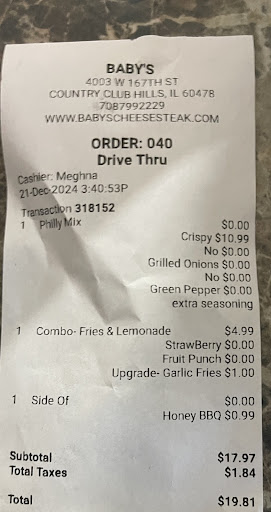 BABY'S
4003 W 167TH ST
COUNTRY CLUB HILLS, IL 60478
7087992229
WWW.BABYSCHEESESTEAK.COM
ORDER: 040
Drive Thru
Cashier: Meghna
21-Dec-2024 3:40:53P
Transaction 318152
1 Philly Mix $0.00
Crispy $10.99
No $0.00
Grilled Onions $0.00
No $0.00
Green Pepper $0.00
extra seasoning
1 Combo- Fries & Lemonade $4.99
StrawBerry $0.00
Fruit Punch $0.00
Upgrade- Garlic Fries $1.00
1 Side Of $0.00
Honey BBQ $0.99
Subtotal $17.97
Total Taxes $1.84
Total $19.81